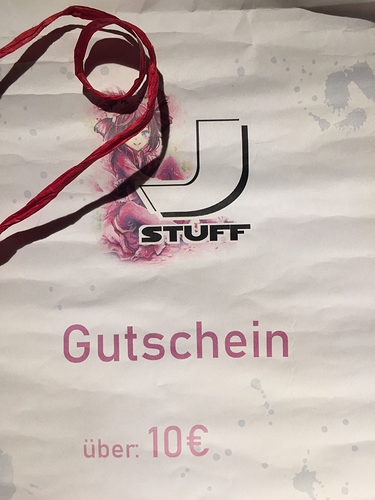 J
STUFF
Gutschein
über: 10€